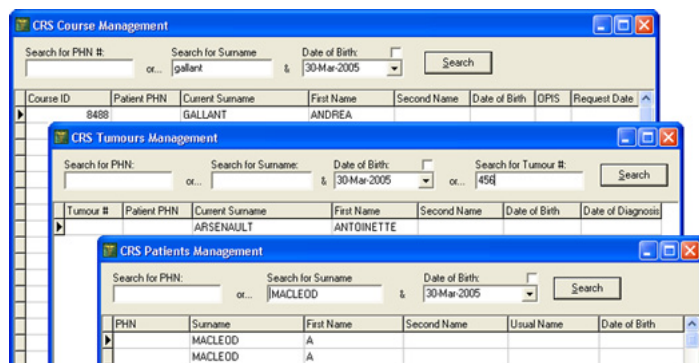 CRS Course Management
Search for PHN #: Search for Surname Date of Birth:
or... gallant & 30-Mar-2005 Search
Course ID Patient PHN Current Surname First Name Second Name Date of Birth OPIS Request Date
8488 GALLANT ANDREA
CRS Tumours Management
Search for PHN: Search for Surname: Date of Birth: Search for Tumour #:
or... & 30-Mar-2005 or... 456 Search
Tumour # Patient PHN Current Surname First Name Second Name Date of Birth Date of Diagnosis
ARSENAULT ANTOINETTE
CRS Patients Management
Search for PHN: Search for Surname Date of Birth:
or... MACLEOD & 30-Mar-2005 Search
PHN Surname First Name Second Name Usual Name Date of Birth
MACLEOD A
MACLEOD A